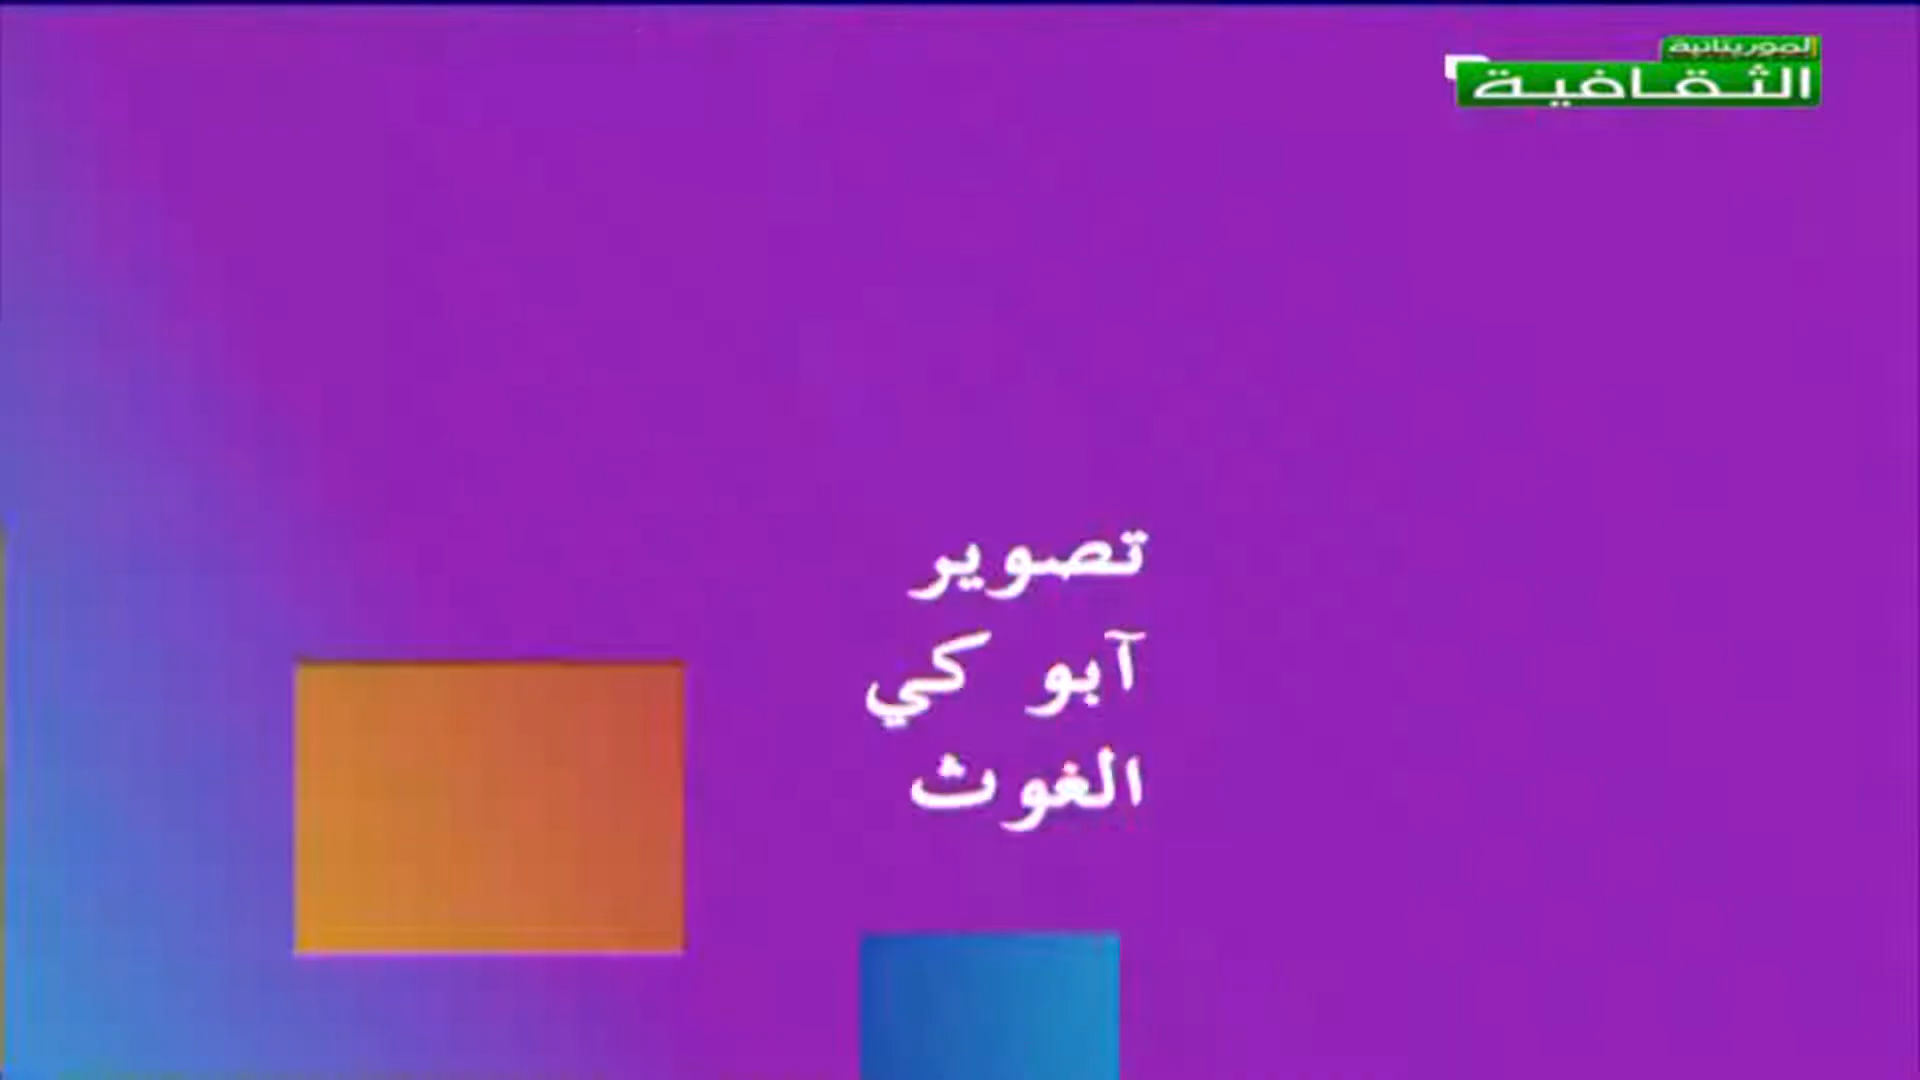 الموريتانية
الثقافية
تصوير
آبو كي
الغوث